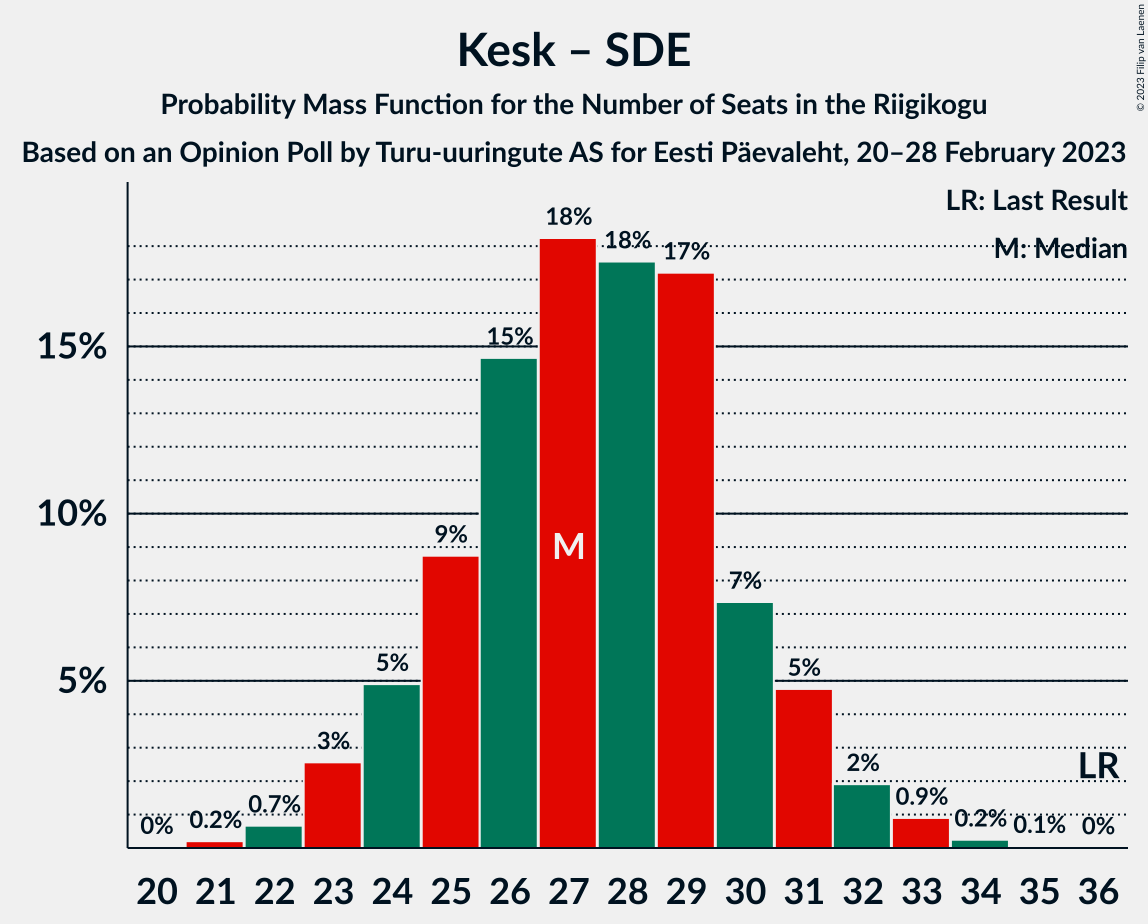 Kesk – SDE
Probability Mass Function for the Number of Seats in the Riigikogu
Based on an Opinion Poll by Turu-uuringute AS for Eesti Päevaleht, 20–28 February 2023
© 2023 Filip van Laenen
LR: Last Result
M: Median
15%
10%
5%
0%
0.2%
0.7%
3%
5%
9%
15%
18%
18%
17%
7%
5%
2%
0.9%
0.2%
0.1%
0%
M
LR
20 21 22 23 24 25 26 27 28 29 30 31 32 33 34 35 36